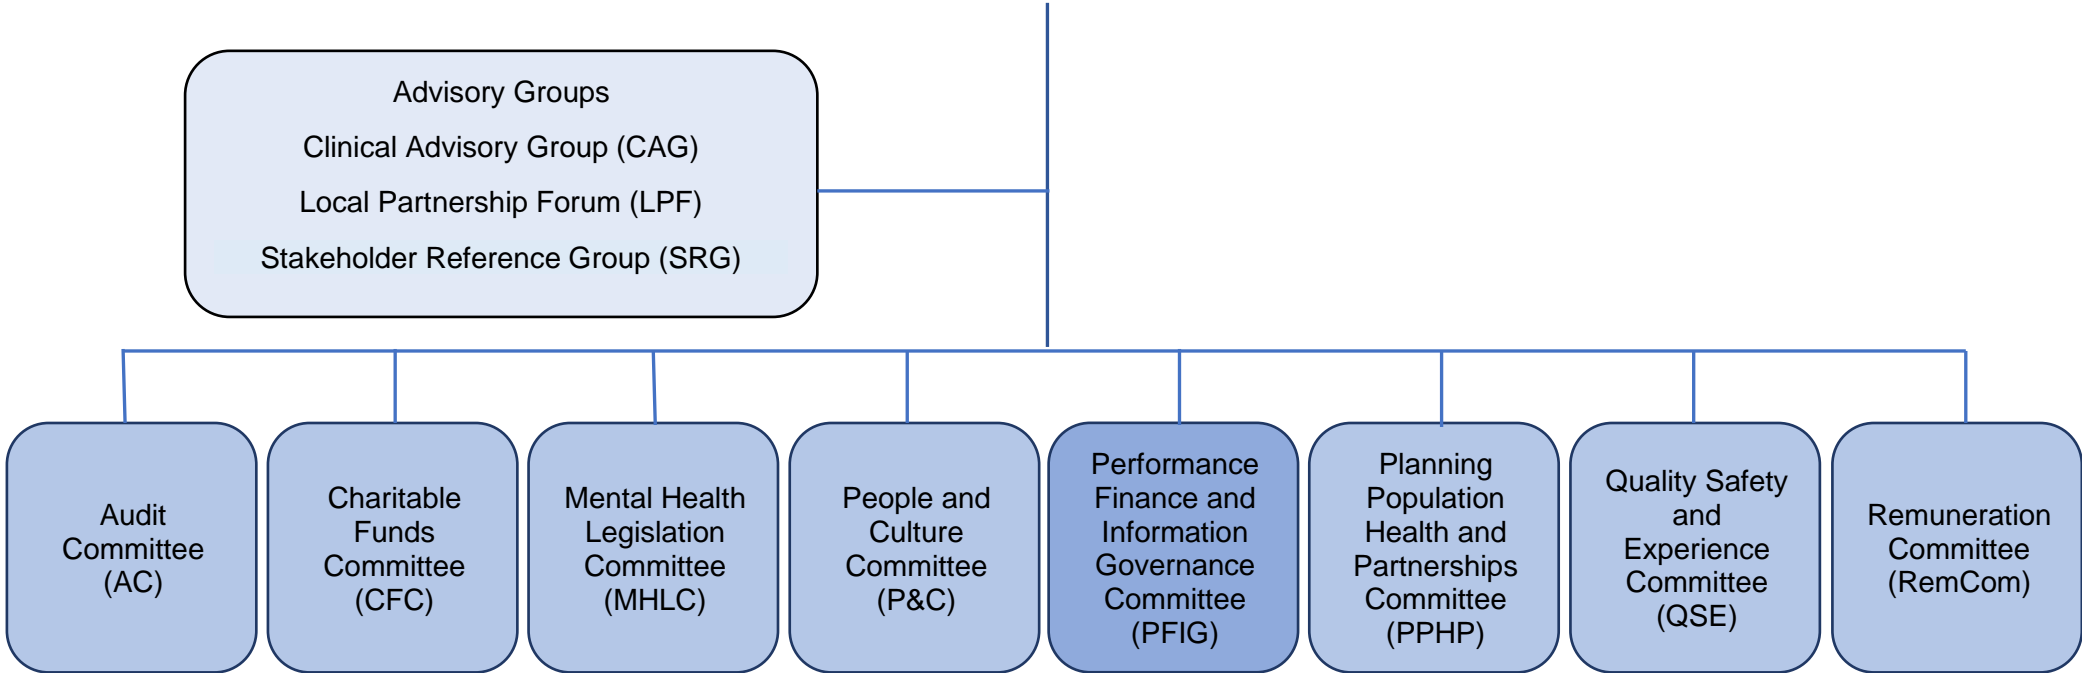 Advisory Groups
Clinical Advisory Group (CAG)
Local Partnership Forum (LPF)
Stakeholder Reference Group (SRG)
Audit
Committee
(AC)
Charitable
Funds
Committee
(CFC)
Mental Health
Legislation
Committee
(MHLC)
People and
Culture
Committee
(P&C)
Performance
Finance and
Information
Governance
Committee
(PFIG)
Planning
Population
Health and
Partnerships
Committee
(PPHP)
Quality Safety
and
Experience
Committee
(QSE)
Remuneration
Committee
(RemCom)